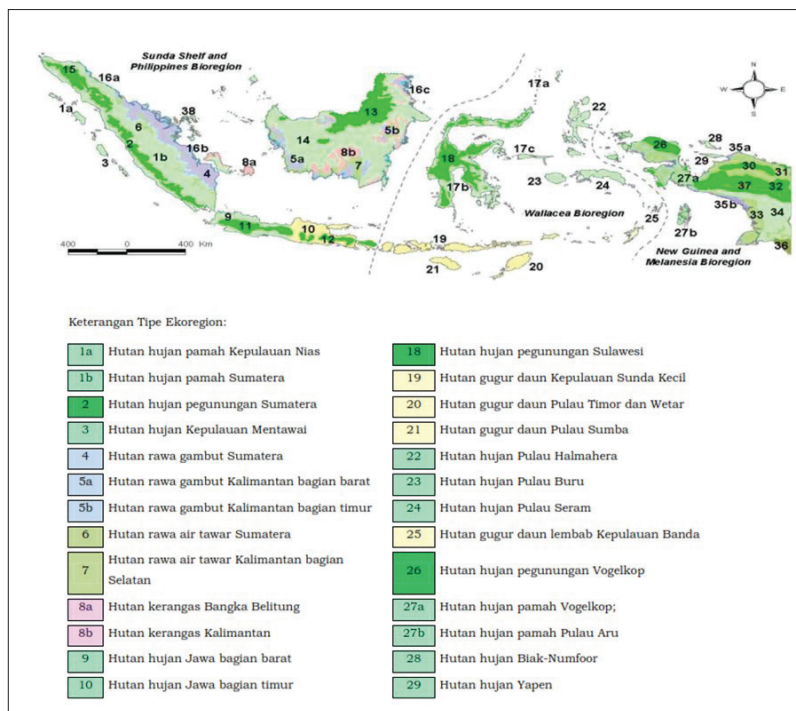 Sunda Shelf and
Philippines Bioregion
15
16a
1a
38
6
2
16b
3
1b
4
8a
16c
13
14
5b
8b
5a
7
17a
22
18
17c
17b
23
24
Wallacea Bioregion
26
28
35a
29
30
31
27a
37
32
35b
25
33
34
27b
36
New Guinea and
Melanesia Bioregion
9
11
10
12
19
21
20
N
W E
S
400 0 400 Km
Keterangan Tipe Ekoregion:
1a Hutan hujan pamah Kepulauan Nias
1b Hutan hujan pamah Sumatera
2 Hutan hujan pegunungan Sumatera
3 Hutan hujan Kepulauan Mentawai
4 Hutan rawa gambut Sumatera
5a Hutan rawa gambut Kalimantan bagian barat
5b Hutan rawa gambut Kalimantan bagian timur
6 Hutan rawa air tawar Sumatera
7 Hutan rawa air tawar Kalimantan bagian
Selatan
8a Hutan kerangas Bangka Belitung
8b Hutan kerangas Kalimantan
9 Hutan hujan Jawa bagian barat
10 Hutan hujan Jawa bagian timur
18 Hutan hujan pegunungan Sulawesi
19 Hutan gugur daun Kepulauan Sunda Kecil
20 Hutan gugur daun Pulau Timor dan Wetar
21 Hutan gugur daun Pulau Sumba
22 Hutan hujan Pulau Halmahera
23 Hutan hujan Pulau Buru
24 Hutan hujan Pulau Seram
25 Hutan gugur daun lembab Kepulauan Banda
26 Hutan hujan pegunungan Vogelkop
27a Hutan hujan pamah Vogelkop;
27b Hutan hujan pamah Pulau Aru
28 Hutan hujan Biak-Numfoor
29 Hutan hujan Yapen